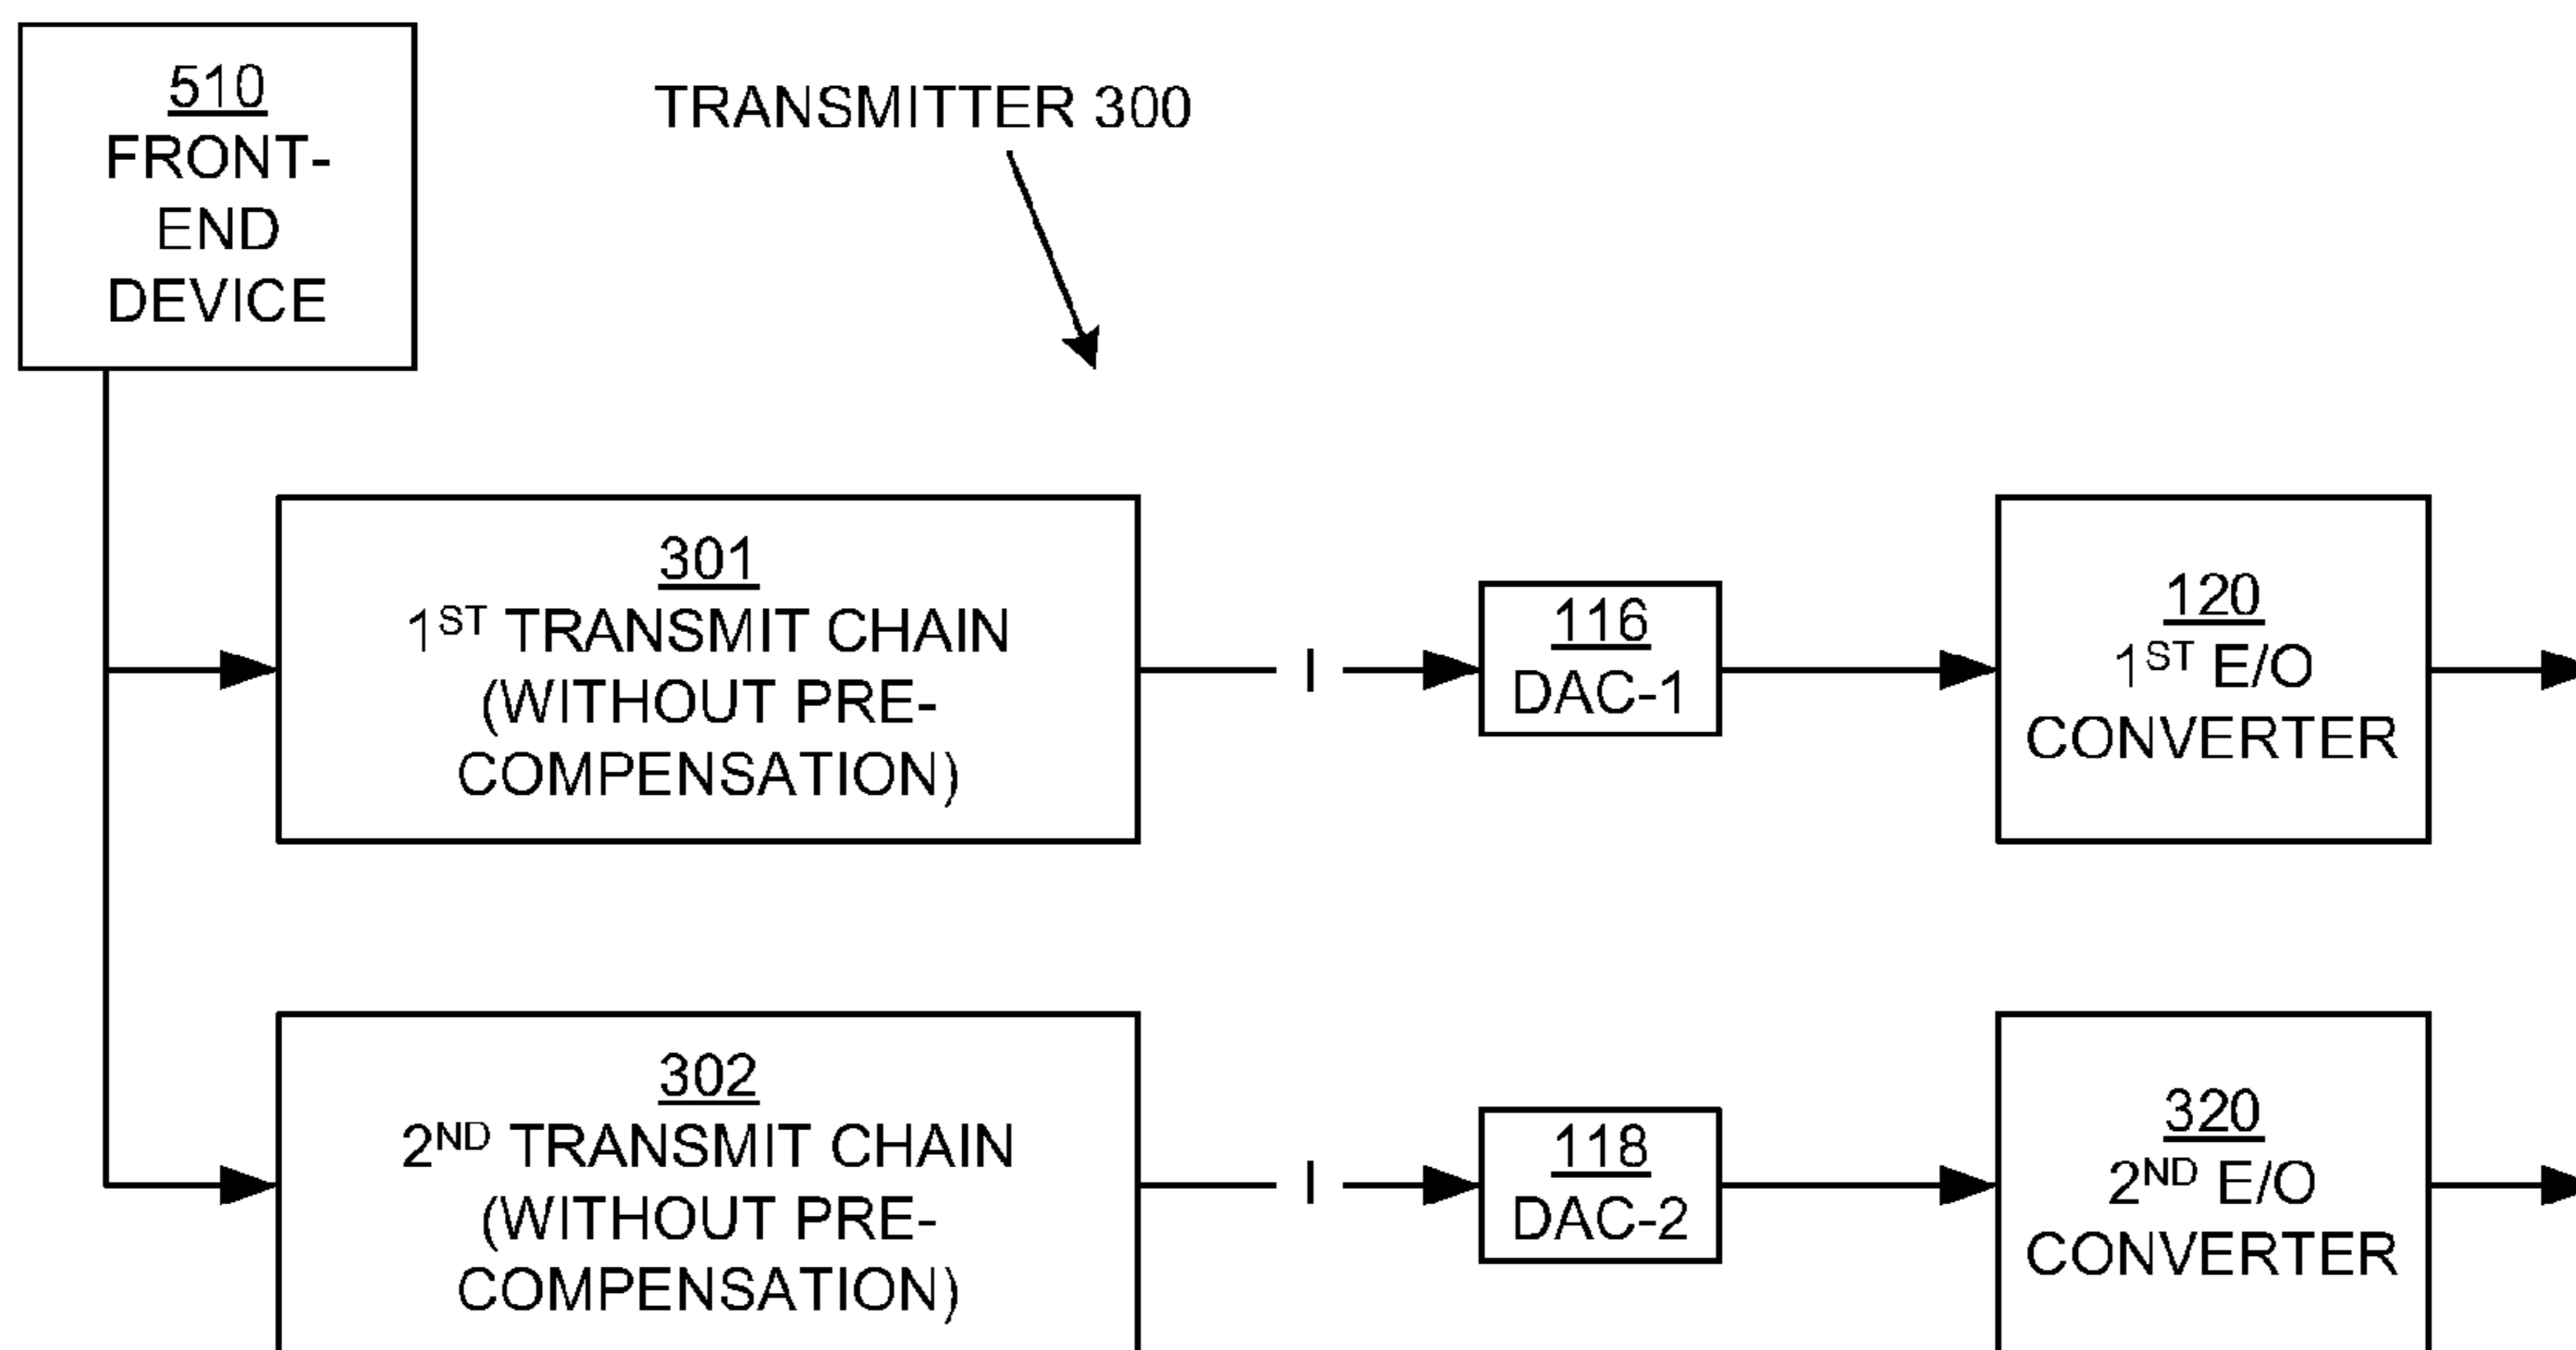 510
FRONT-
END
DEVICE
TRANSMITTER 300
301
1ST TRANSMIT CHAIN
(WITHOUT PRE-
COMPENSATION)
I
116
DAC-1
120
1ST E/O
CONVERTER
302
2ND TRANSMIT CHAIN
(WITHOUT PRE-
COMPENSATION)
I
118
DAC-2
320
2ND E/O
CONVERTER